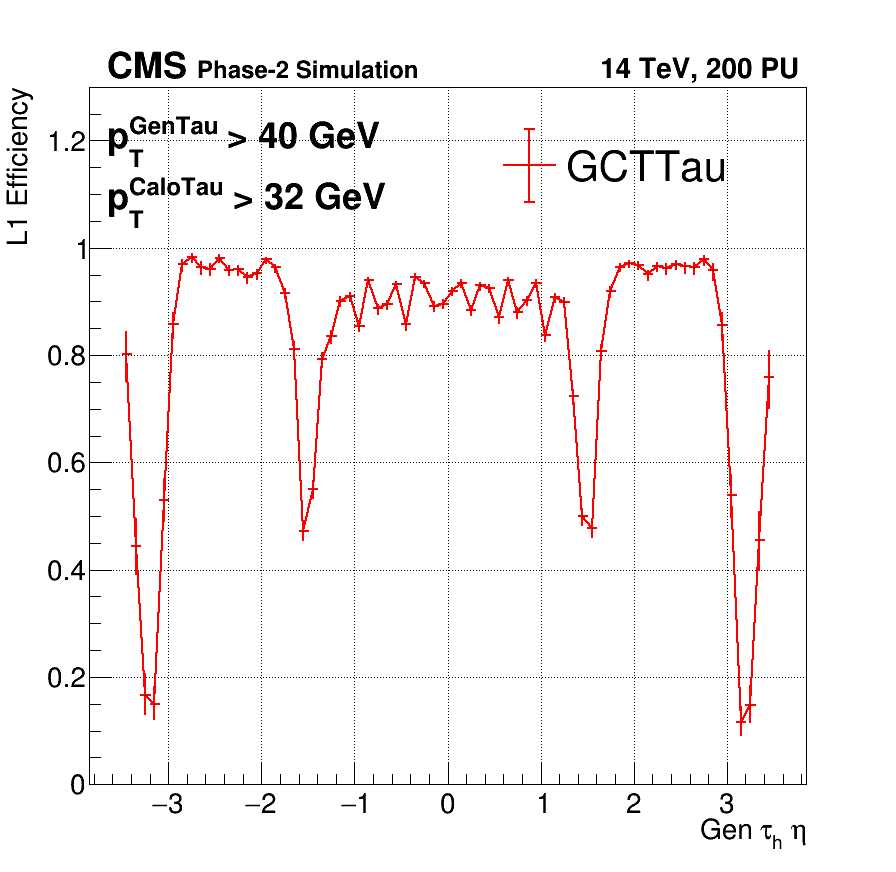 CMS Phase-2 Simulation 14 TeV, 200 PU
L1 Efficiency
p_T^GenTau > 40 GeV
p_T^CaloTau > 32 GeV
GCTTau
1.2
1
0.8
0.6
0.4
0.2
0
−3 −2 −1 0 1 2 3
Gen τ_h η